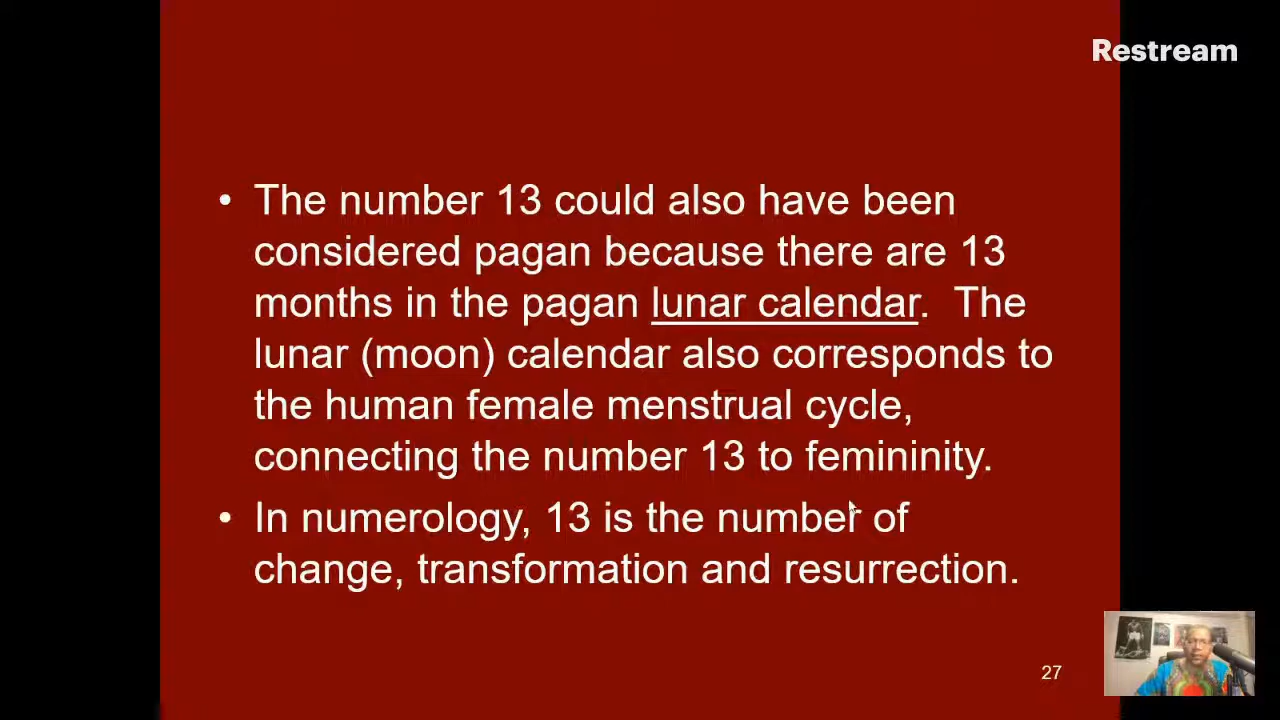 Restream
• The number 13 could also have been
considered pagan because there are 13
months in the pagan lunar calendar.  The
lunar (moon) calendar also corresponds to
the human female menstrual cycle,
connecting the number 13 to femininity.
• In numerology, 13 is the number of
change, transformation and resurrection.
27